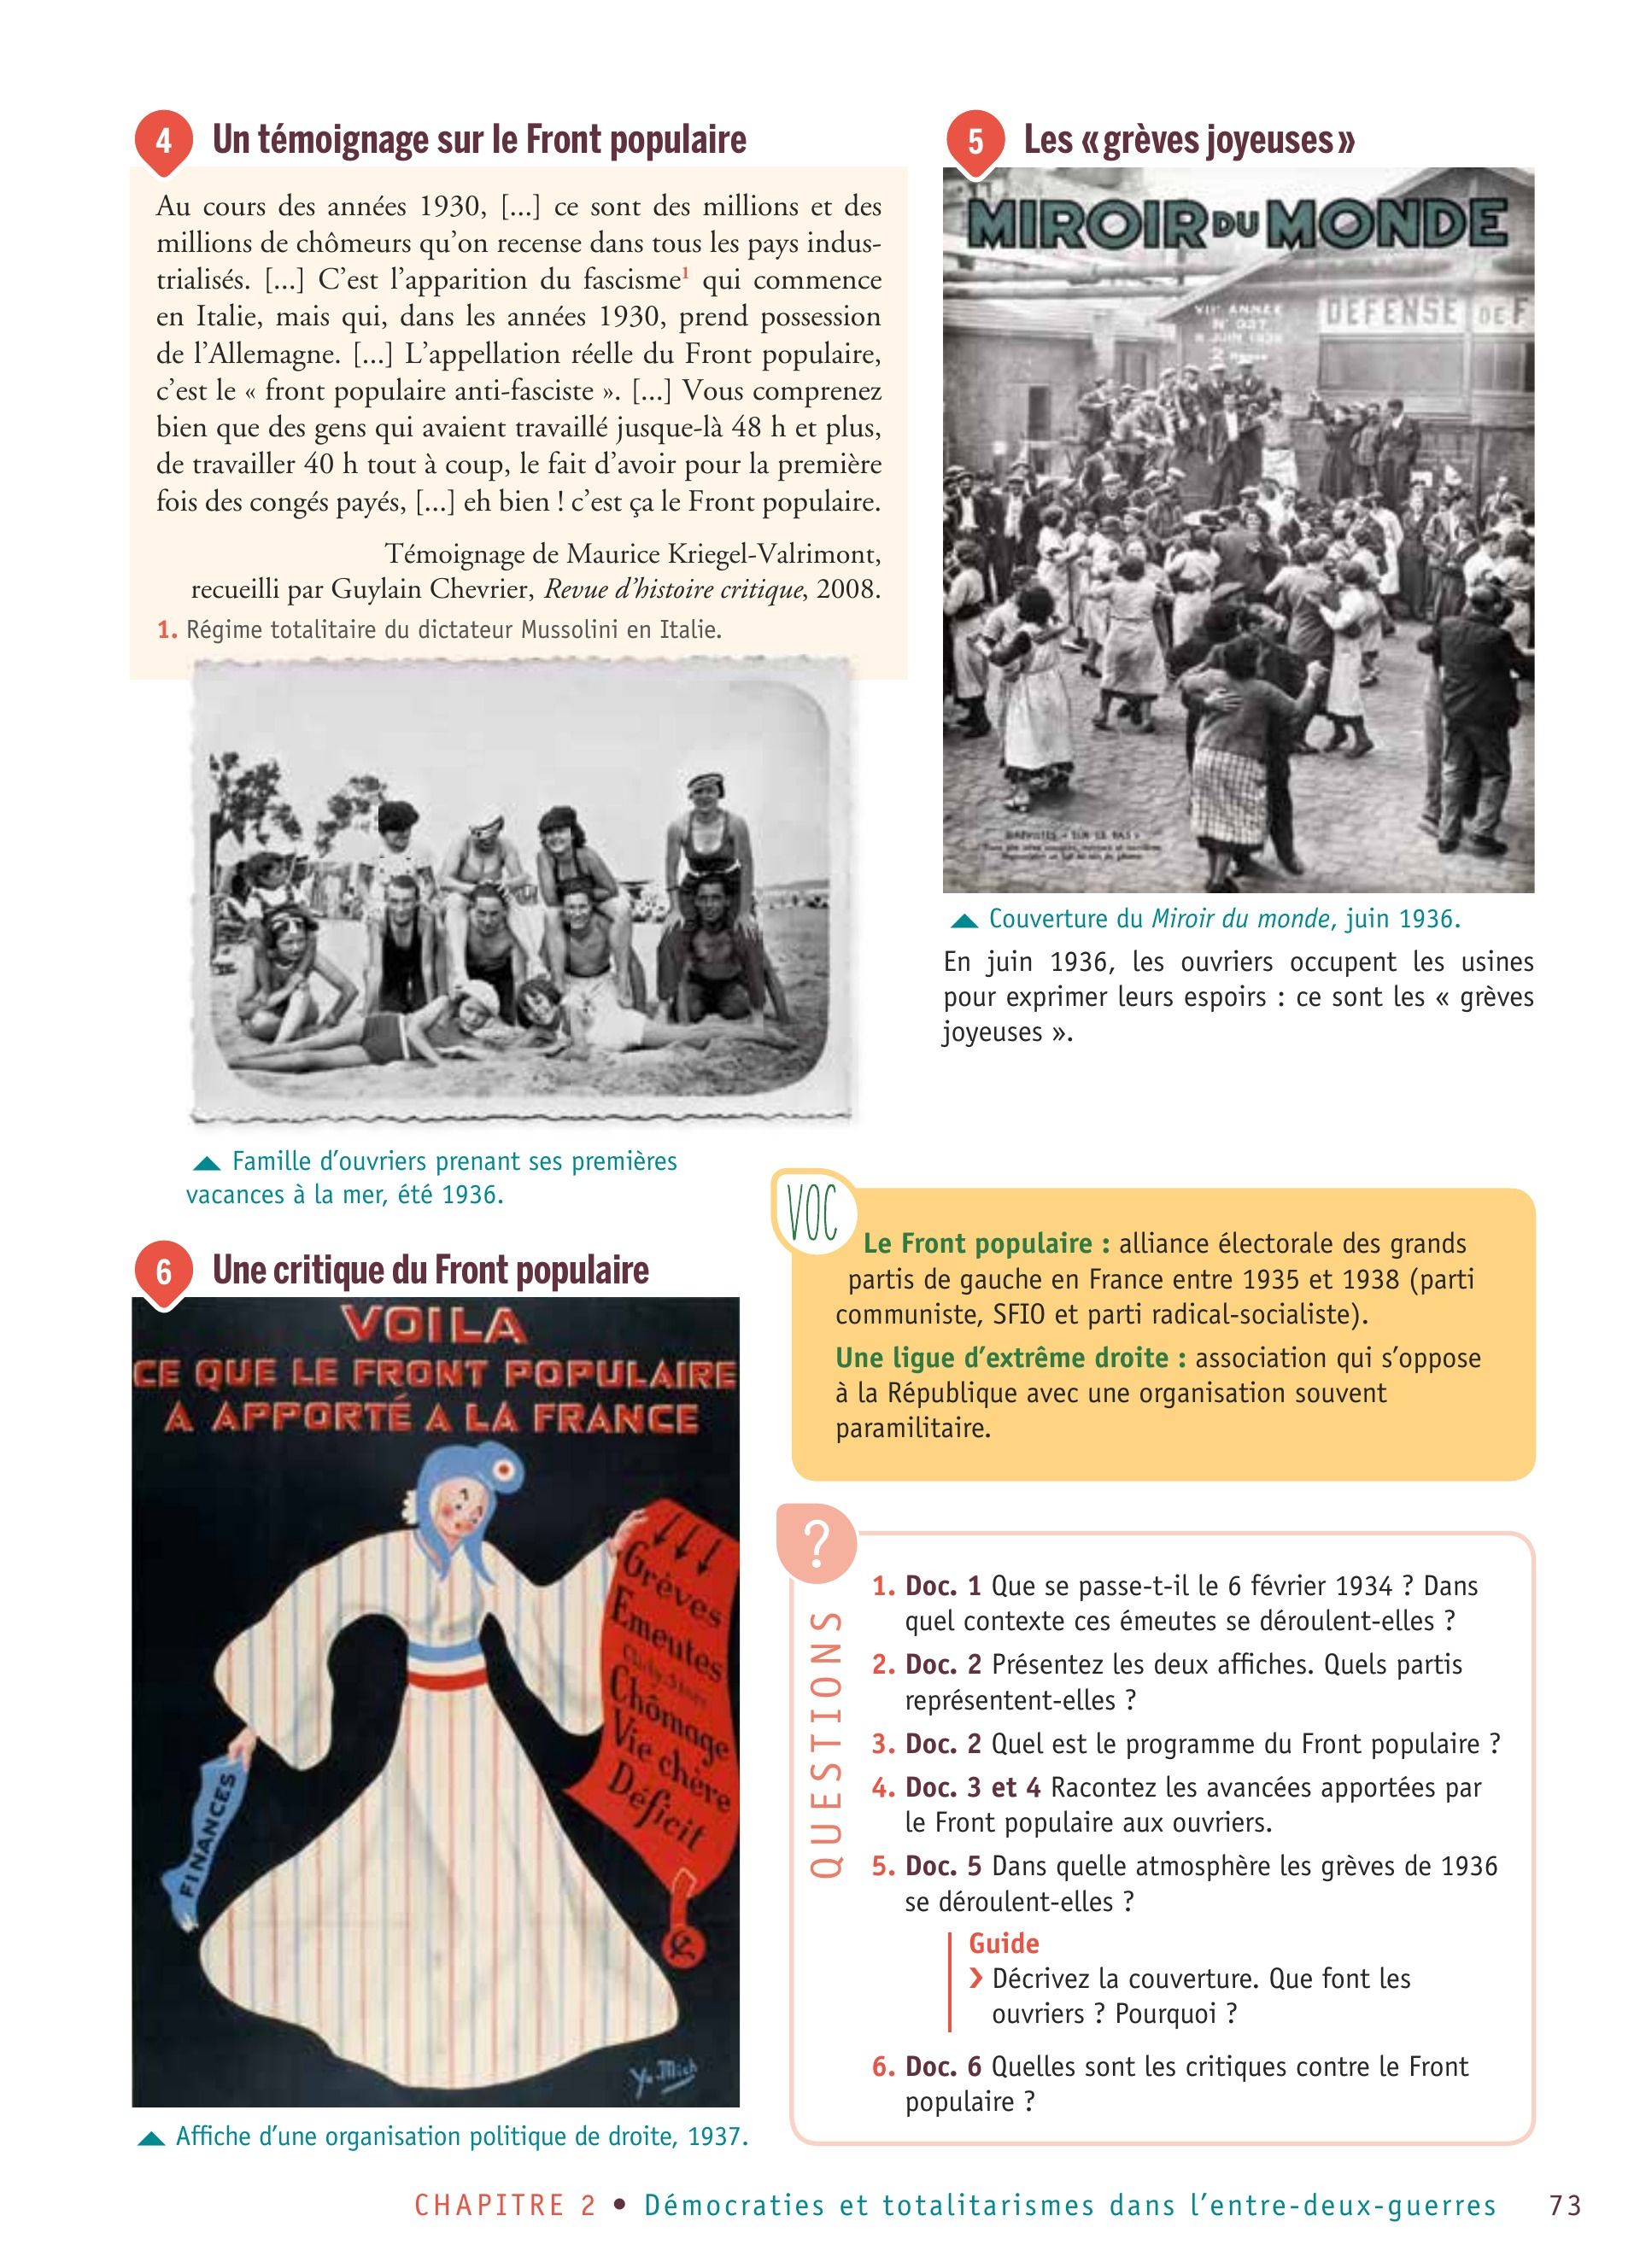 4 Un témoignage sur le Front populaire
Au cours des années 1930, [...] ce sont des millions et des
millions de chômeurs qu'on recense dans tous les pays indus-
trialisés. [...] C'est l'apparition du fascisme1 qui commence
en Italie, mais qui, dans les années 1930, prend possession
de l'Allemagne. [...] L'appellation réelle du Front populaire,
c'est le « front populaire anti-fasciste ». [...] Vous comprenez
bien que des gens qui avaient travaillé jusque-là 48 h et plus,
de travailler 40 h tout à coup, le fait d'avoir pour la première
fois des congés payés, [...] eh bien ! c'est ça le Front populaire.
Témoignage de Maurice Kriegel-Valrimont,
recueilli par Guylain Chevrier, Revue d'histoire critique, 2008.
1. Régime totalitaire du dictateur Mussolini en Italie.
Famille d'ouvriers prenant ses premières
vacances à la mer, été 1936.
5 Les « grèves joyeuses »
MIROIR DU MONDE
DEFENSE DE F
VIIe ANNÉE
Couverture du Miroir du monde, juin 1936.
En juin 1936, les ouvriers occupent les usines
pour exprimer leurs espoirs : ce sont les « grèves
joyeuses ».
6 Une critique du Front populaire
VOILA
CE QUE LE FRONT POPULAIRE
A APPORTÉ A LA FRANCE
Grèves
Emeutes
Chômage
Vie chère
Déficit
FINANCES
Affiche d'une organisation politique de droite, 1937.
VOC
Le Front populaire : alliance électorale des grands
partis de gauche en France entre 1935 et 1938 (parti
communiste, SFIO et parti radical-socialiste).
Une ligue d'extrême droite : association qui s'oppose
à la République avec une organisation souvent
paramilitaire.
?
QUESTIONS
1. Doc. 1 Que se passe-t-il le 6 février 1934 ? Dans
quel contexte ces émeutes se déroulent-elles ?
2. Doc. 2 Présentez les deux affiches. Quels partis
représentent-elles ?
3. Doc. 2 Quel est le programme du Front populaire ?
4. Doc. 3 et 4 Racontez les avancées apportées par
le Front populaire aux ouvriers.
5. Doc. 5 Dans quelle atmosphère les grèves de 1936
se déroulent-elles ?
Guide
› Décrivez la couverture. Que font les
ouvriers ? Pourquoi ?
6. Doc. 6 Quelles sont les critiques contre le Front
populaire ?
CHAPITRE 2 • Démocraties et totalitarismes dans l'entre-deux-guerres 73